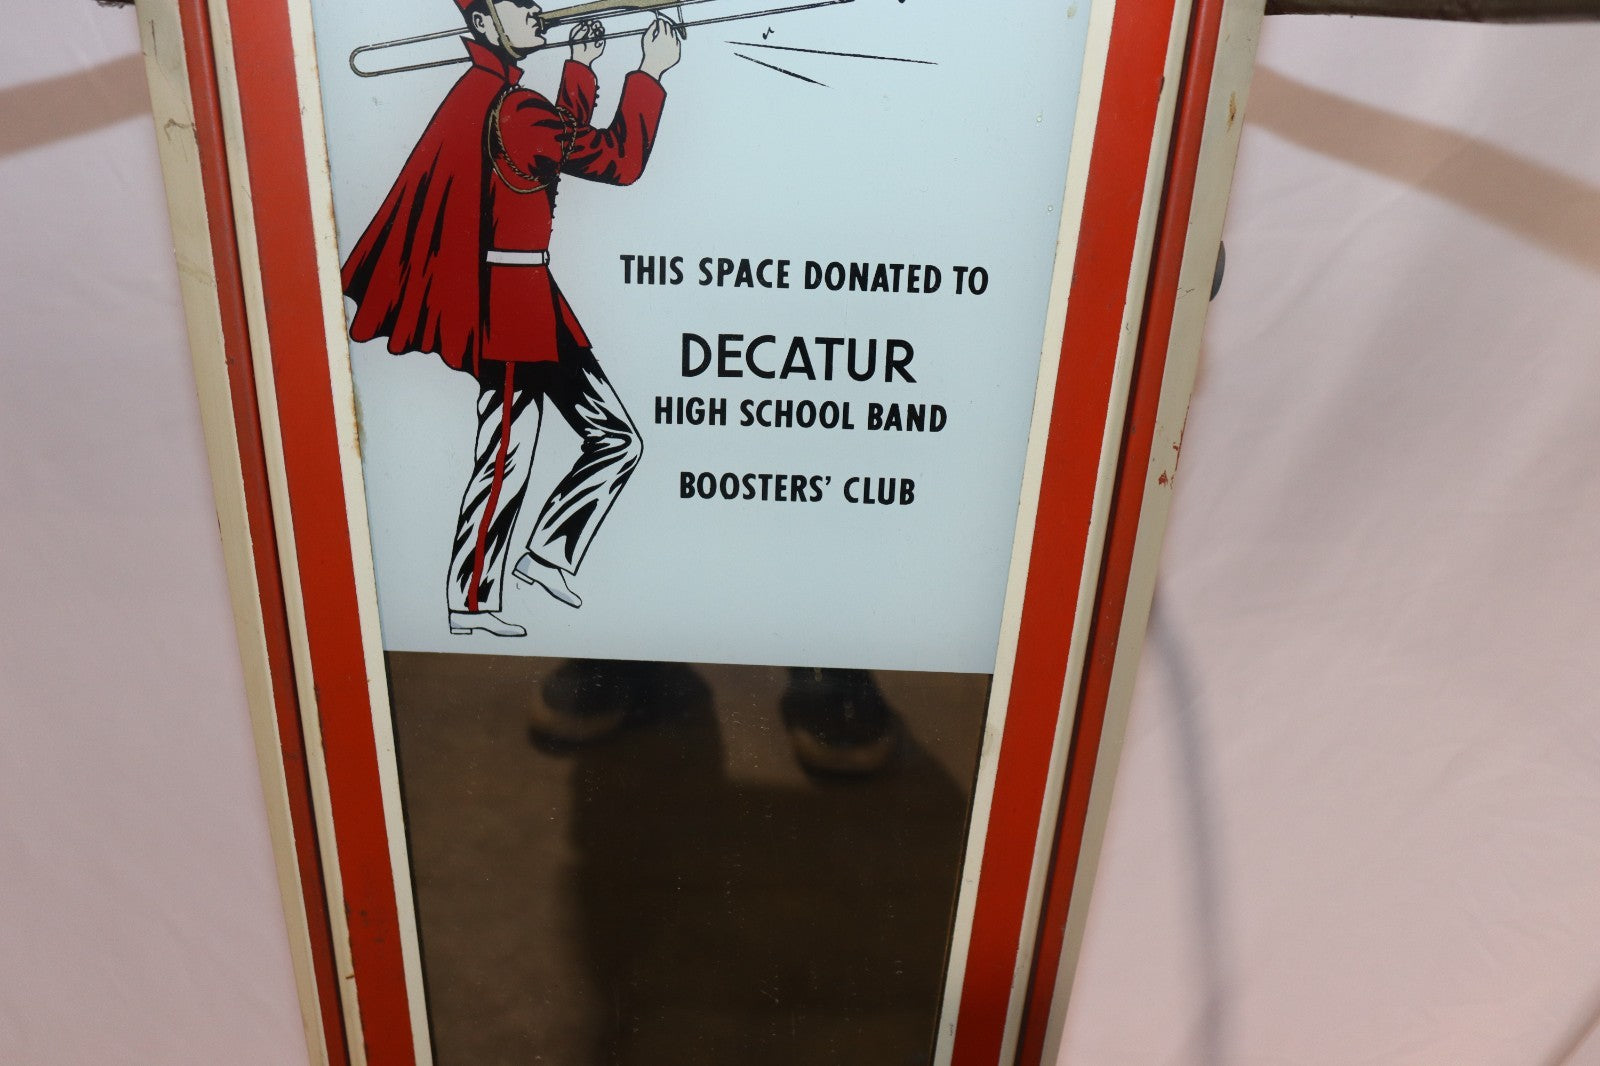 THIS SPACE DONATED TO
DECATUR
HIGH SCHOOL BAND
BOOSTERS' CLUB